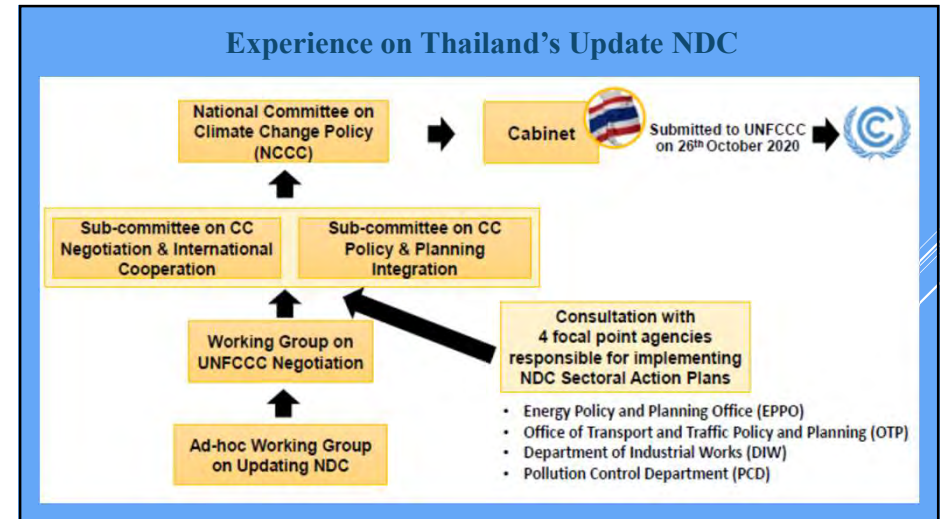 Experience on Thailand's Update NDC
National Committee on
Climate Change Policy
(NCCC)
Cabinet
Submitted to UNFCCC
on 26th October 2020
Sub-committee on CC
Negotiation & International
Cooperation
Sub-committee on CC
Policy & Planning
Integration
Working Group on
UNFCCC Negotiation
Ad-hoc Working Group
on Updating NDC
Consultation with
4 focal point agencies
responsible for implementing
NDC Sectoral Action Plans
• Energy Policy and Planning Office (EPPO)
• Office of Transport and Traffic Policy and Planning (OTP)
• Department of Industrial Works (DIW)
• Pollution Control Department (PCD)